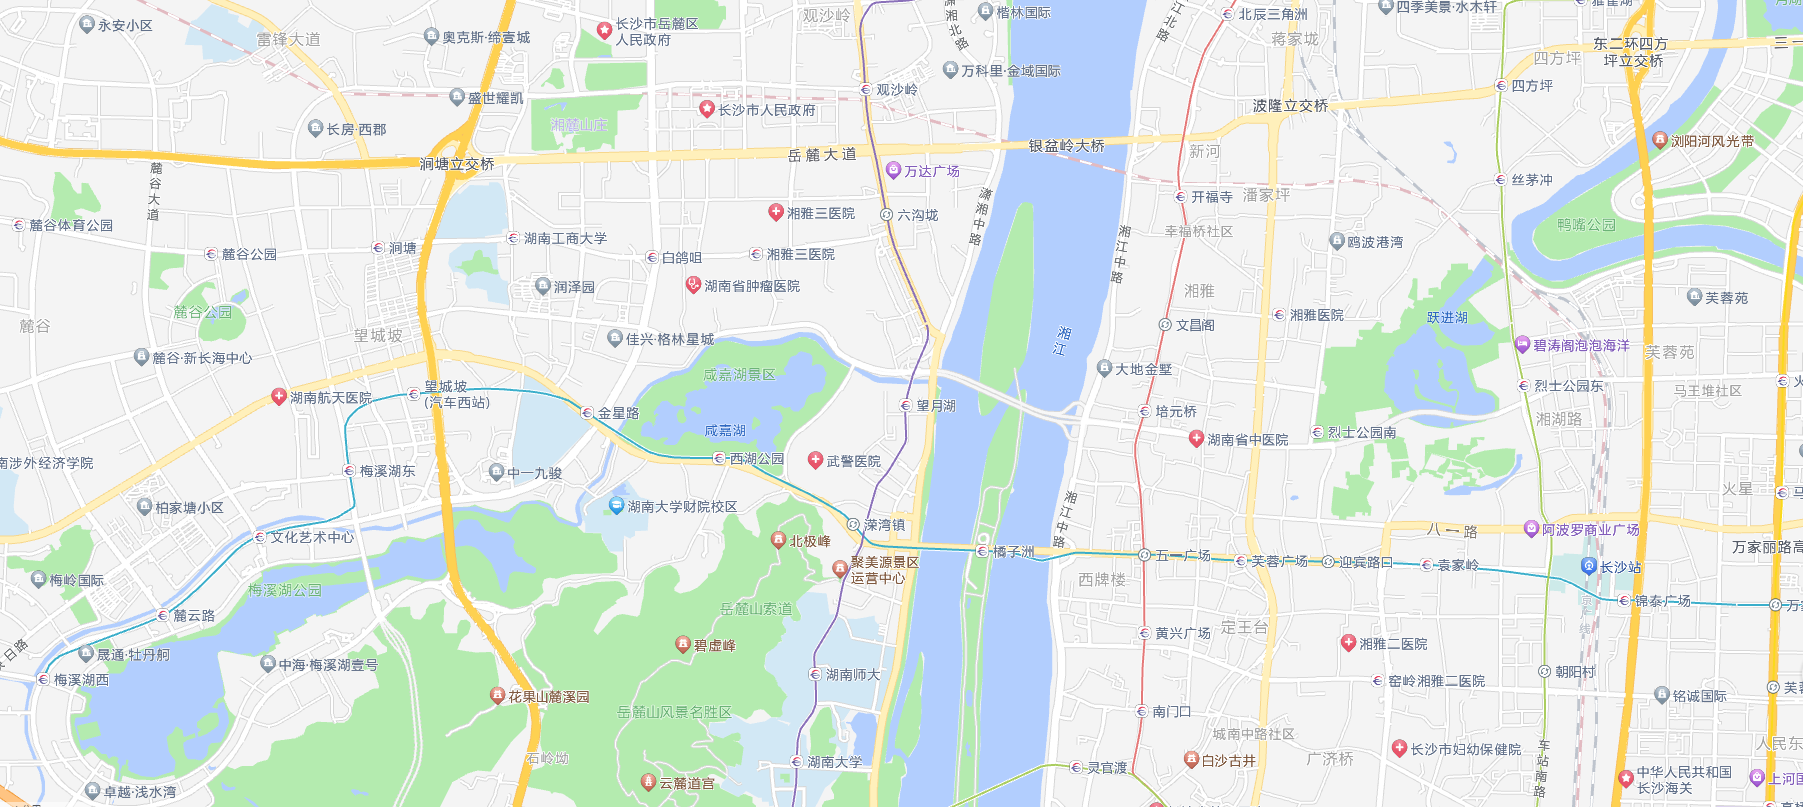 永安小区
雷锋大道
奥克斯·缔壹城
长沙市岳麓区
人民政府
观沙岭
潇湘北路
楷林国际
江北路
北辰三角洲
蒋家垅
四季美景·水木轩
东二环四方
坪立交桥
三一
四方坪
万科里·金域国际
观沙岭
四方坪
盛世耀凯
长沙市人民政府
波隆立交桥
长房·西郡
湘麓山庄
浏阳河风光带
岳麓大道
银盆岭大桥
新河
涧塘立交桥
麓谷大道
万达广场
丝茅冲
潘家坪
开福寺
潇湘中路
湘雅三医院
六沟垅
麓谷体育公园
鸭嘴公园
湘江中路
幸福桥社区
鸥波港湾
湖南工商大学
涧塘
麓谷公园
白鸽咀
湘雅三医院
湖南省肿瘤医院
润泽园
湘雅
芙蓉苑
麓谷公园
麓谷
望城坡
佳兴·格林星城
湘江
文昌阁
湘雅医院
跃进湖
碧涛阁泡泡海洋
芙蓉苑
麓谷·新长海中心
咸嘉湖景区
大地金墅
望城坡
(汽车西站)
烈士公园东
马王堆社区
火
湖南航天医院
金星路
望月湖
培元桥
湘湖路
咸嘉湖
湖南省中医院
烈士公园南
南涉外经济学院
梅溪湖东
中一九骏
西湖公园
武警医院
火星
马
柏家塘小区
湖南大学财院校区
湘江中路
溁湾镇
八一路
阿波罗商业广场
文化艺术中心
北极峰
橘子洲
五一广场
芙蓉广场
迎宾路口
袁家岭
长沙站
万家丽路高
聚美源景区
运营中心
梅岭国际
梅溪湖公园
西牌楼
京
线
锦泰广场
万家
麓云路
岳麓山索道
黄兴广场
定王台
碧虚峰
湘雅二医院
晟通·牡丹舸
中海·梅溪湖壹号
梅溪湖西
湖南师大
窑岭湘雅二医院
朝阳村
芙蓉
铭诚国际
花果山麓溪园
岳麓山风景名胜区
南门口
城南中路社区
石岭坳
湖南大学
灵官渡
白沙古井
广济桥
长沙市妇幼保健院
车站南路
人民东
中华人民共和国
长沙海关
上河国
云麓道宫
卓越·浅水湾